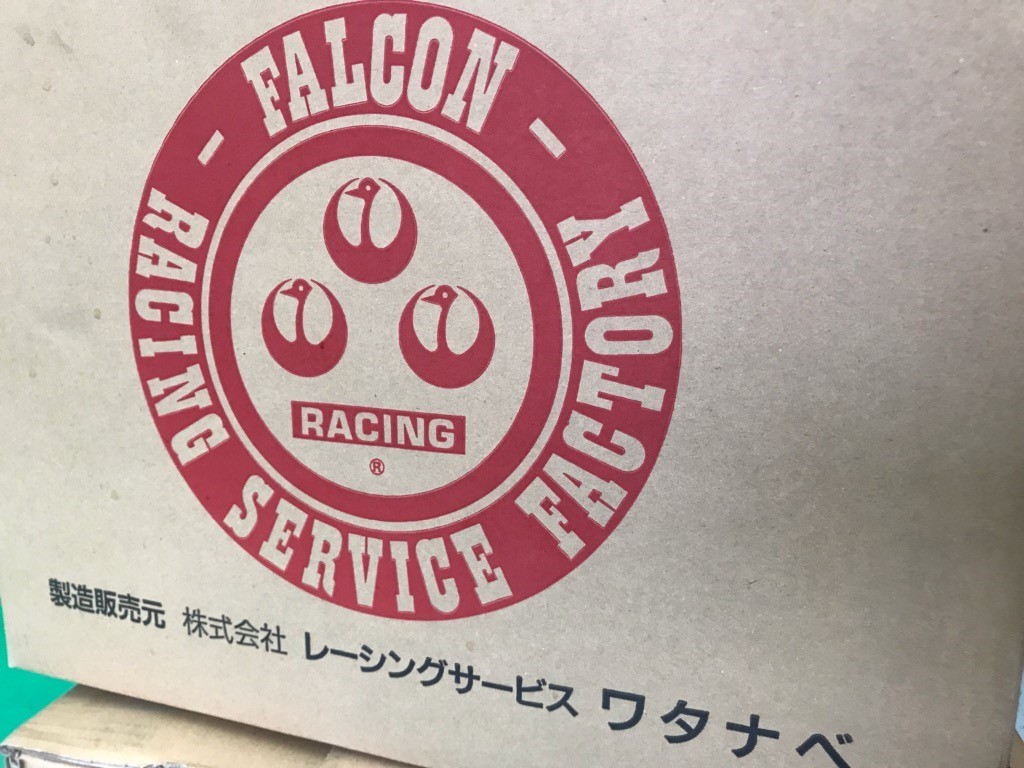 - FALCON -
RACING SERVICE FACTORY
RACING
®
製造販売元 株式会社 レーシングサービス ワタナベ